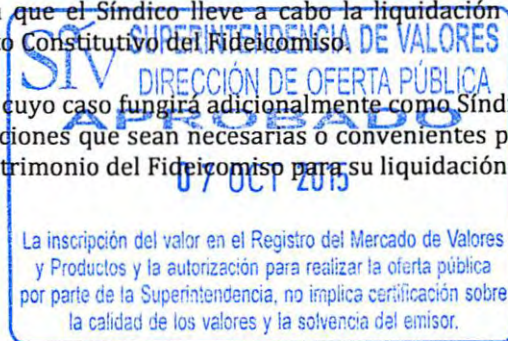 que el Síndico lleve a cabo la liquidación
to Constitutivo del Fideicomiso.
SIV SUPERINTENDENCIA DE VALORES
DIRECCIÓN DE OFERTA PÚBLICA
cuyo caso fungirá adicionalmente como Síndi
APROBADO
ciones que sean necesarias o convenientes p
trimonio del Fideicomiso para su liquidación
07 OCT 2015
La inscripción del valor en el Registro del Mercado de Valores
y Productos y la autorización para realizar la oferta pública
por parte de la Superintendencia, no implica certificación sobre
la calidad de los valores y la solvencia del emisor.